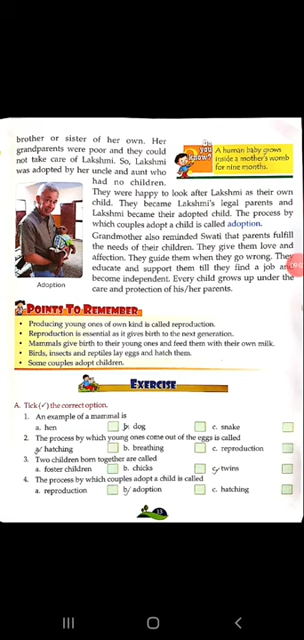 brother or sister of her own. Her
grandparents were poor and they could
not take care of Lakshmi. So, Lakshmi
was adopted by her uncle and aunt who
had no children.
Do you know?
A human baby grows
inside a mother's womb
for nine months.
They were happy to look after Lakshmi as their own
child. They became Lakshmi's legal parents and
Lakshmi became their adopted child. The process by
which couples adopt a child is called adoption.
Grandmother also reminded Swati that parents fulfill
the needs of their children. They give them love and
affection. They guide them when they go wrong. They
educate and support them till they find a job and
become independent. Every child grows up under the
care and protection of his/her parents.
Adoption
POINTS TO REMEMBER
• Producing young ones of own kind is called reproduction.
• Reproduction is essential as it gives birth to the next generation.
• Mammals give birth to their young ones and feed them with their own milk.
• Birds, insects and reptiles lay eggs and hatch them.
• Some couples adopt children.
EXERCISE
A. Tick (✓) the correct option.
1. An example of a mammal is
a. hen b. dog c. snake
2. The process by which young ones come out of the eggs is called
a. hatching b. breathing c. reproduction
3. Two children born together are called
a. foster children b. chicks c. twins
4. The process by which couples adopt a child is called
a. reproduction b. adoption c. hatching
13